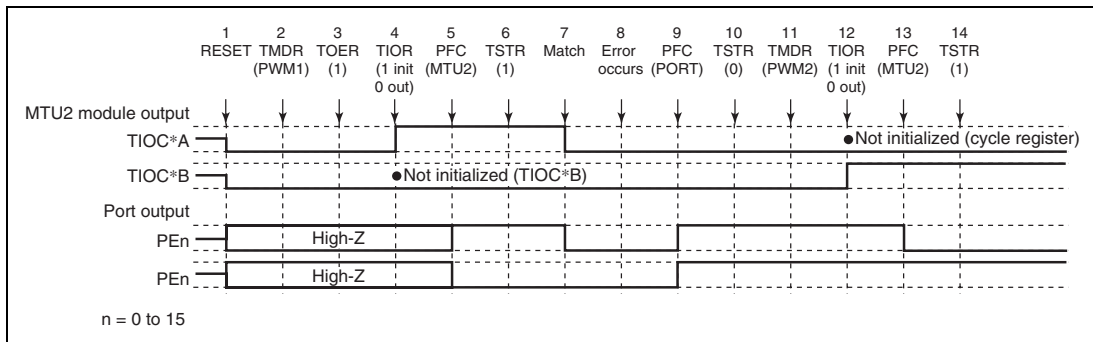 1 2 3 4 5 6 7 8 9 10 11 12 13 14
RESET TMDR TOER TIOR PFC TSTR Match Error PFC TSTR TMDR TIOR PFC TSTR
(PWM1) (1) (1 init (MTU2) (1) occurs (PORT) (0) (PWM2) (1 init (MTU2) (1)
0 out) 0 out)
MTU2 module output
TIOC*A ●Not initialized (cycle register)
TIOC*B ●Not initialized (TIOC*B)
Port output
PEn High-Z
PEn High-Z
n = 0 to 15